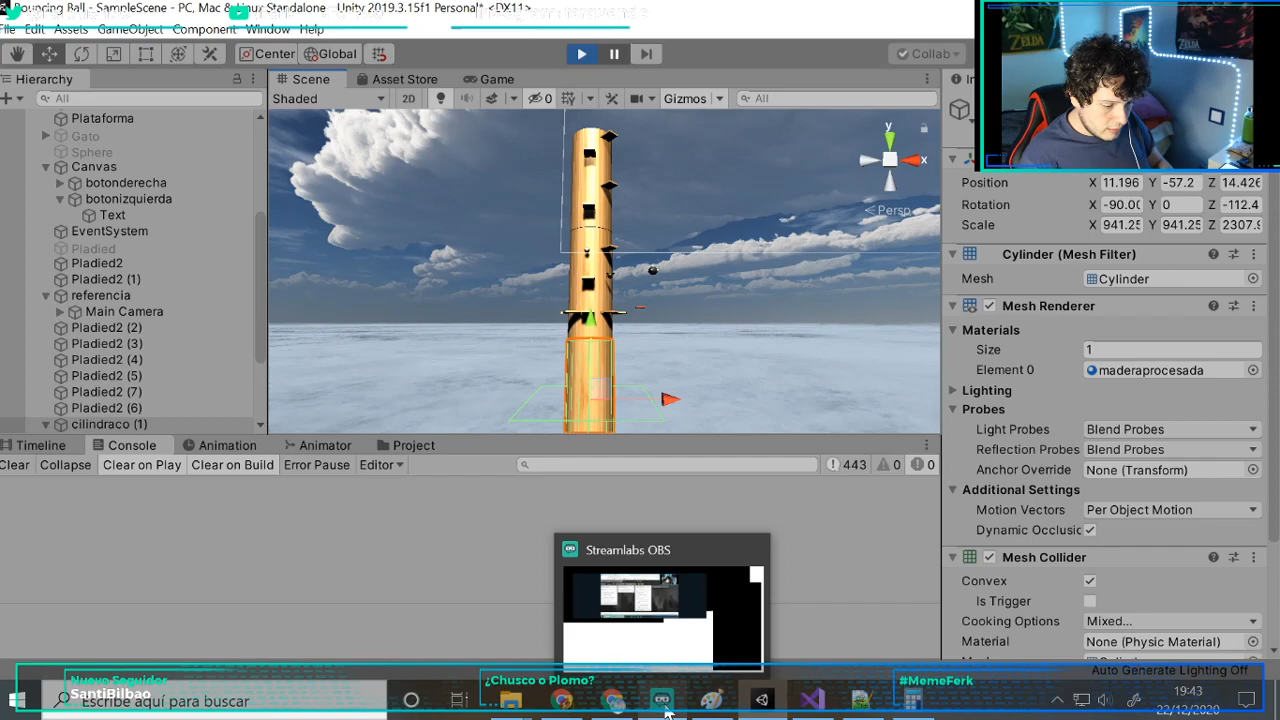 Bouncing Ball - SampleScene - PC, Mac & Linux Standalone - Unity 2019.3.15f1 Personal* <DX11>
File Edit Assets GameObject Component Window Help
Center Global
Collab
Hierarchy
Scene Asset Store Game
All
Shaded 2D 0 Gizmos All
Plataforma
Gato
Sphere
Canvas
botonderecha
botonizquierda
Text
EventSystem
Pladied
Pladied2
Pladied2 (1)
referencia
Main Camera
Pladied2 (2)
Pladied2 (3)
Pladied2 (4)
Pladied2 (5)
Pladied2 (7)
Pladied2 (6)
cilindraco (1)
y
x
Persp
ZELDA
ZELDA
Position X 11.196 Y -57.2 Z 14.426
Rotation X -90.0( Y 0 Z -112.4
Scale X 941.25 Y 941.25 Z 2307.9
Cylinder (Mesh Filter)
Mesh Cylinder
Mesh Renderer
Materials
Size 1
Element 0 maderaprocesada
Lighting
Probes
Light Probes Blend Probes
Reflection Probes Blend Probes
Anchor Override None (Transform)
Additional Settings
Motion Vectors Per Object Motion
Dynamic Occlusic
Mesh Collider
Convex
Is Trigger
Cooking Options Mixed...
Material None (Physic Material)
Auto Generate Lighting Off
Timeline Console Animation Animator Project
Clear Collapse Clear on Play Clear on Build Error Pause Editor 443 0 0
Streamlabs OBS
Nuevo Seguidor
SantiBilbao
¿Chusco o Plomo?
#MemeFerk
Escribe aquí para buscar
19:43
22/12/2020